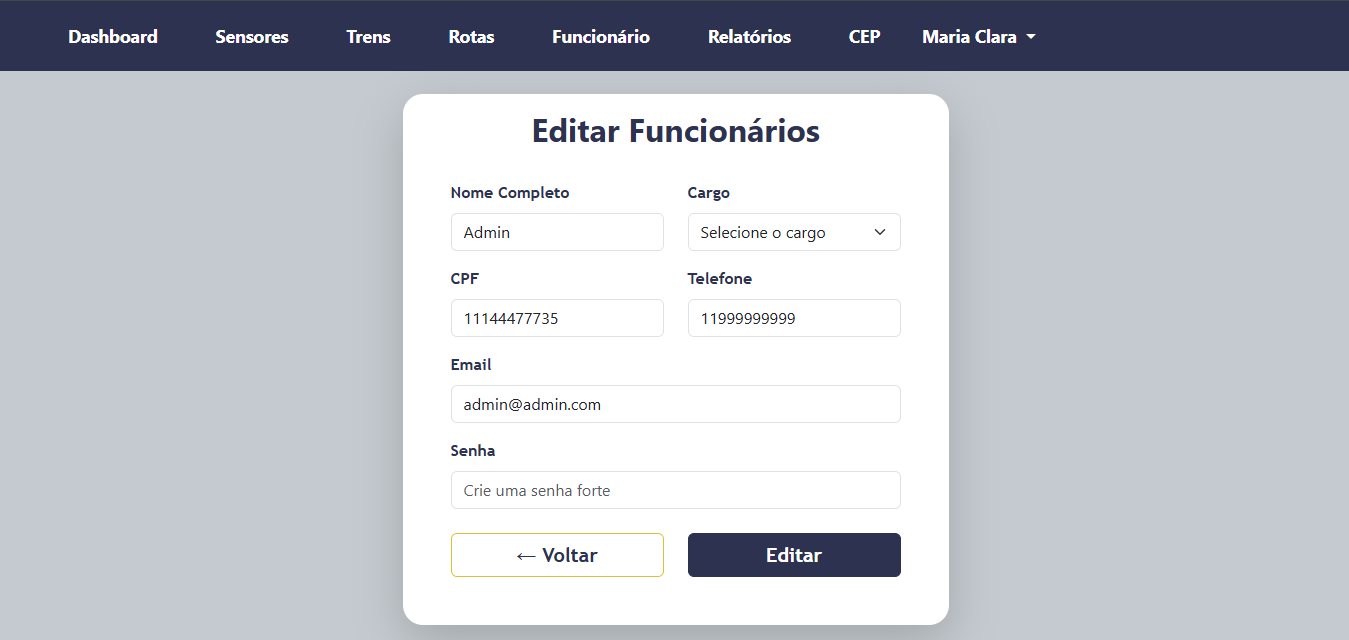 Dashboard Sensores Trens Rotas Funcionário Relatórios CEP Maria Clara
Editar Funcionários
Nome Completo Cargo
Admin Selecione o cargo
CPF Telefone
11144477735 11999999999
Email
admin@admin.com
Senha
Crie uma senha forte
← Voltar Editar